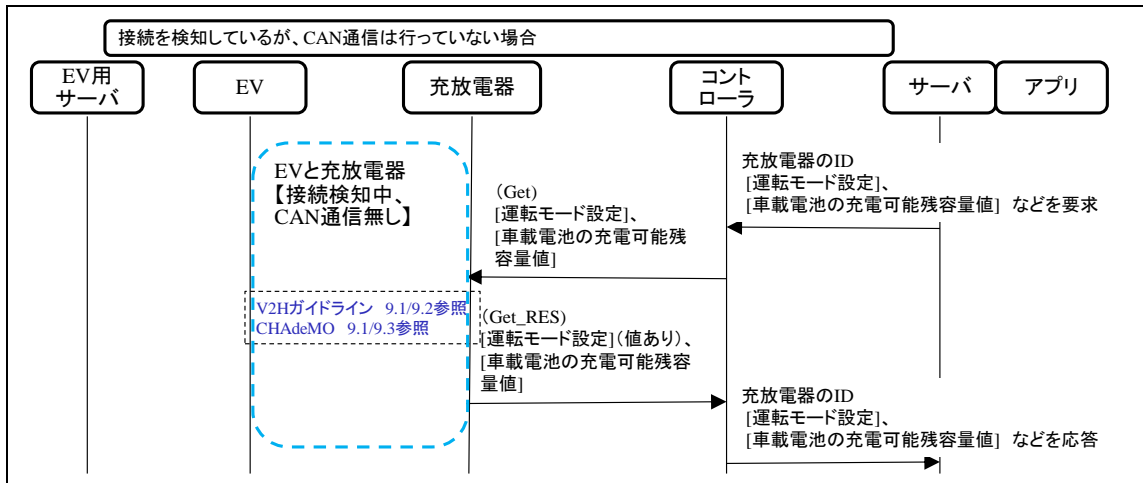 接続を検知しているが、CAN通信は行っていない場合
EV用
サーバ
EV
充放電器
コント
ローラ
サーバ
アプリ
EVと充放電器
【接続検知中、
CAN通信無し】
充放電器のID
[運転モード設定]、
[車載電池の充電可能残容量値] などを要求
(Get)
[運転モード設定]、
[車載電池の充電可能残
容量値]
V2Hガイドライン 9.1/9.2参照
CHAdeMO 9.1/9.3参照
(Get_RES)
[運転モード設定](値あり)、
[車載電池の充電可能残容
量値]
充放電器のID
[運転モード設定]、
[車載電池の充電可能残容量値] などを応答